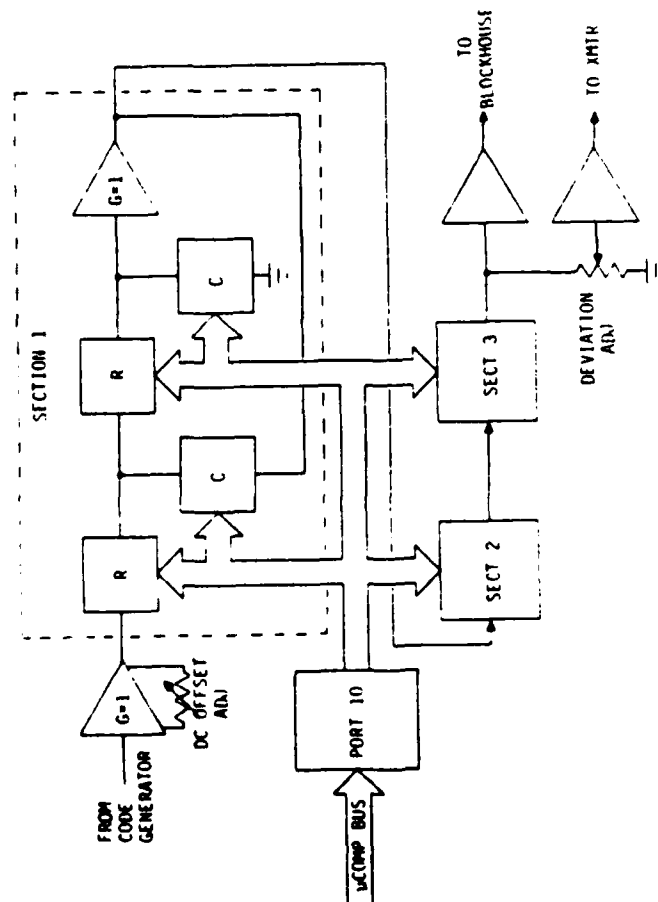 SECTION 1
FROM
CODE
GENERATOR
G=1
DC OFFSET
ADJ
R
C
R
C
G=1
µCOMP BUS
PORT 10
SECT 2
SECT 3
DEVIATION
ADJ
TO
BLOCKHOUSE
TO XMTR